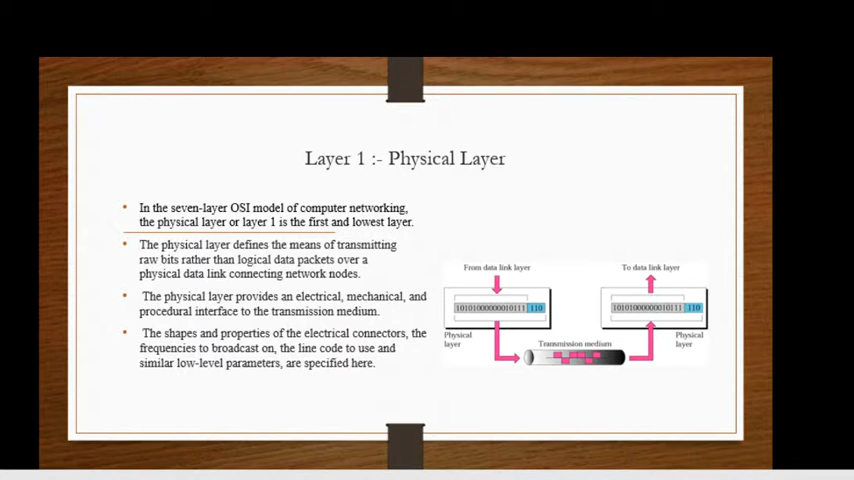 Layer 1 :- Physical Layer
• In the seven-layer OSI model of computer networking,
the physical layer or layer 1 is the first and lowest layer.
• The physical layer defines the means of transmitting
raw bits rather than logical data packets over a
physical data link connecting network nodes.
• The physical layer provides an electrical, mechanical, and
procedural interface to the transmission medium.
• The shapes and properties of the electrical connectors, the
frequencies to broadcast on, the line code to use and
similar low-level parameters, are specified here.
From data link layer
To data link layer
10101000000010111 110
10101000000010111 110
Physical
layer
Transmission medium
Physical
layer